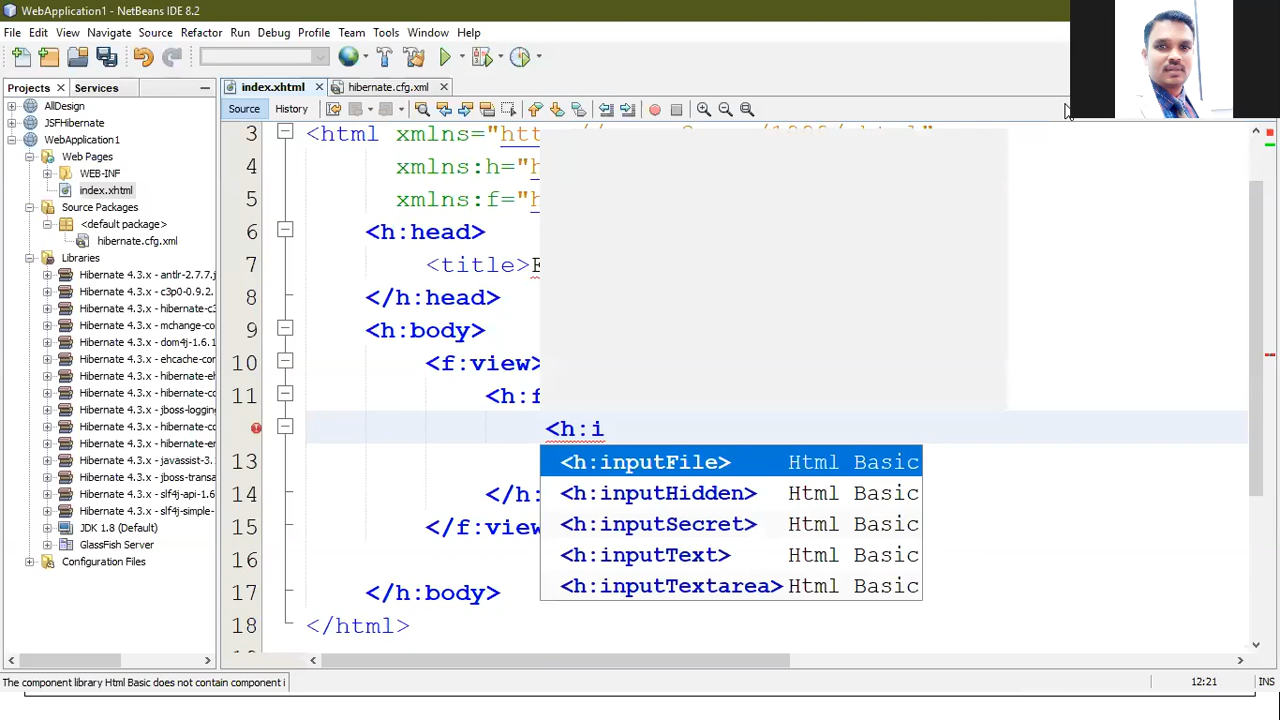 WebApplication1 - NetBeans IDE 8.2
File Edit View Navigate Source Refactor Run Debug Profile Team Tools Window Help
Projects Services
index.xhtml hibernate.cfg.xml
Source History
AllDesign
JSFHibernate
WebApplication1
Web Pages
WEB-INF
index.xhtml
Source Packages
<default package>
hibernate.cfg.xml
Libraries
Hibernate 4.3.x - antlr-2.7.7.j
Hibernate 4.3.x - c3p0-0.9.2.
Hibernate 4.3.x - hibernate-c3
Hibernate 4.3.x - mchange-co
Hibernate 4.3.x - dom4j-1.6.1
Hibernate 4.3.x - ehcache-cor
Hibernate 4.3.x - hibernate-eh
Hibernate 4.3.x - hibernate-co
Hibernate 4.3.x - jboss-logging
Hibernate 4.3.x - hibernate-co
Hibernate 4.3.x - hibernate-er
Hibernate 4.3.x - javassist-3.
Hibernate 4.3.x - jboss-transa
Hibernate 4.3.x - slf4j-api-1.6
Hibernate 4.3.x - slf4j-simple-
JDK 1.8 (Default)
GlassFish Server
Configuration Files
3 <html xmlns="htt
4 xmlns:h="h
5 xmlns:f="h
6 <h:head>
7 <title>
8 </h:head>
9 <h:body>
10 <f:view>
11 <h:f
<h:i
<h:inputFile> Html Basic
<h:inputHidden> Html Basic
<h:inputSecret> Html Basic
<h:inputText> Html Basic
<h:inputTextarea> Html Basic
13
14 </h:
15 </f:view
16
17 </h:body>
18 </html>
The component library Html Basic does not contain component i
12:21 INS